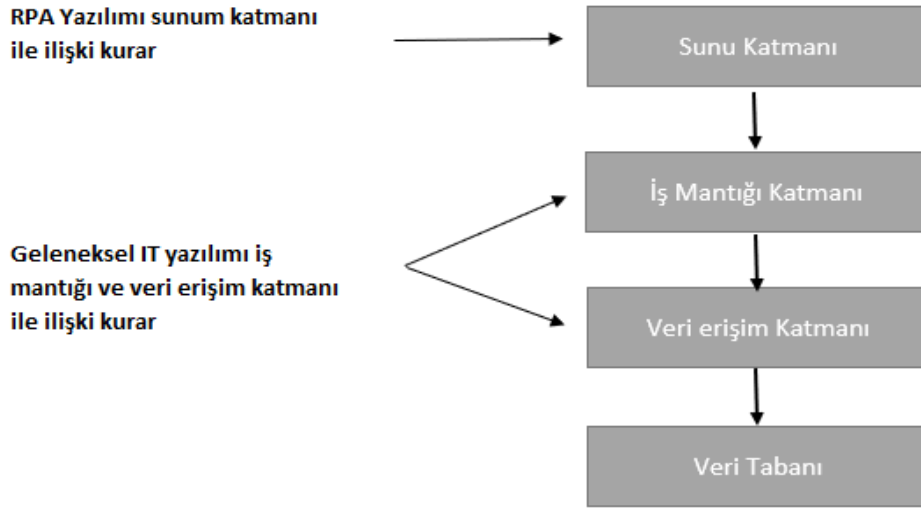 RPA Yazılımı sunum katmanı
ile ilişki kurar
Sunu Katmanı
İş Mantığı Katmanı
Geleneksel IT yazılımı iş
mantığı ve veri erişim katmanı
ile ilişki kurar
Veri erişim Katmanı
Veri Tabanı